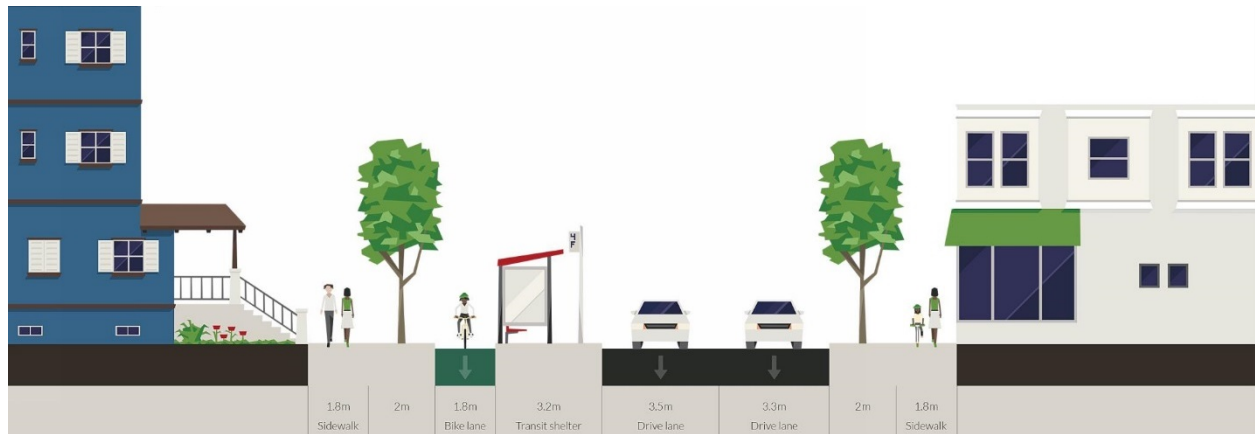 1.8m
Sidewalk
2m
1.8m
Bike lane
3.2m
Transit shelter
3.5m
Drive lane
3.3m
Drive lane
2m
1.8m
Sidewalk